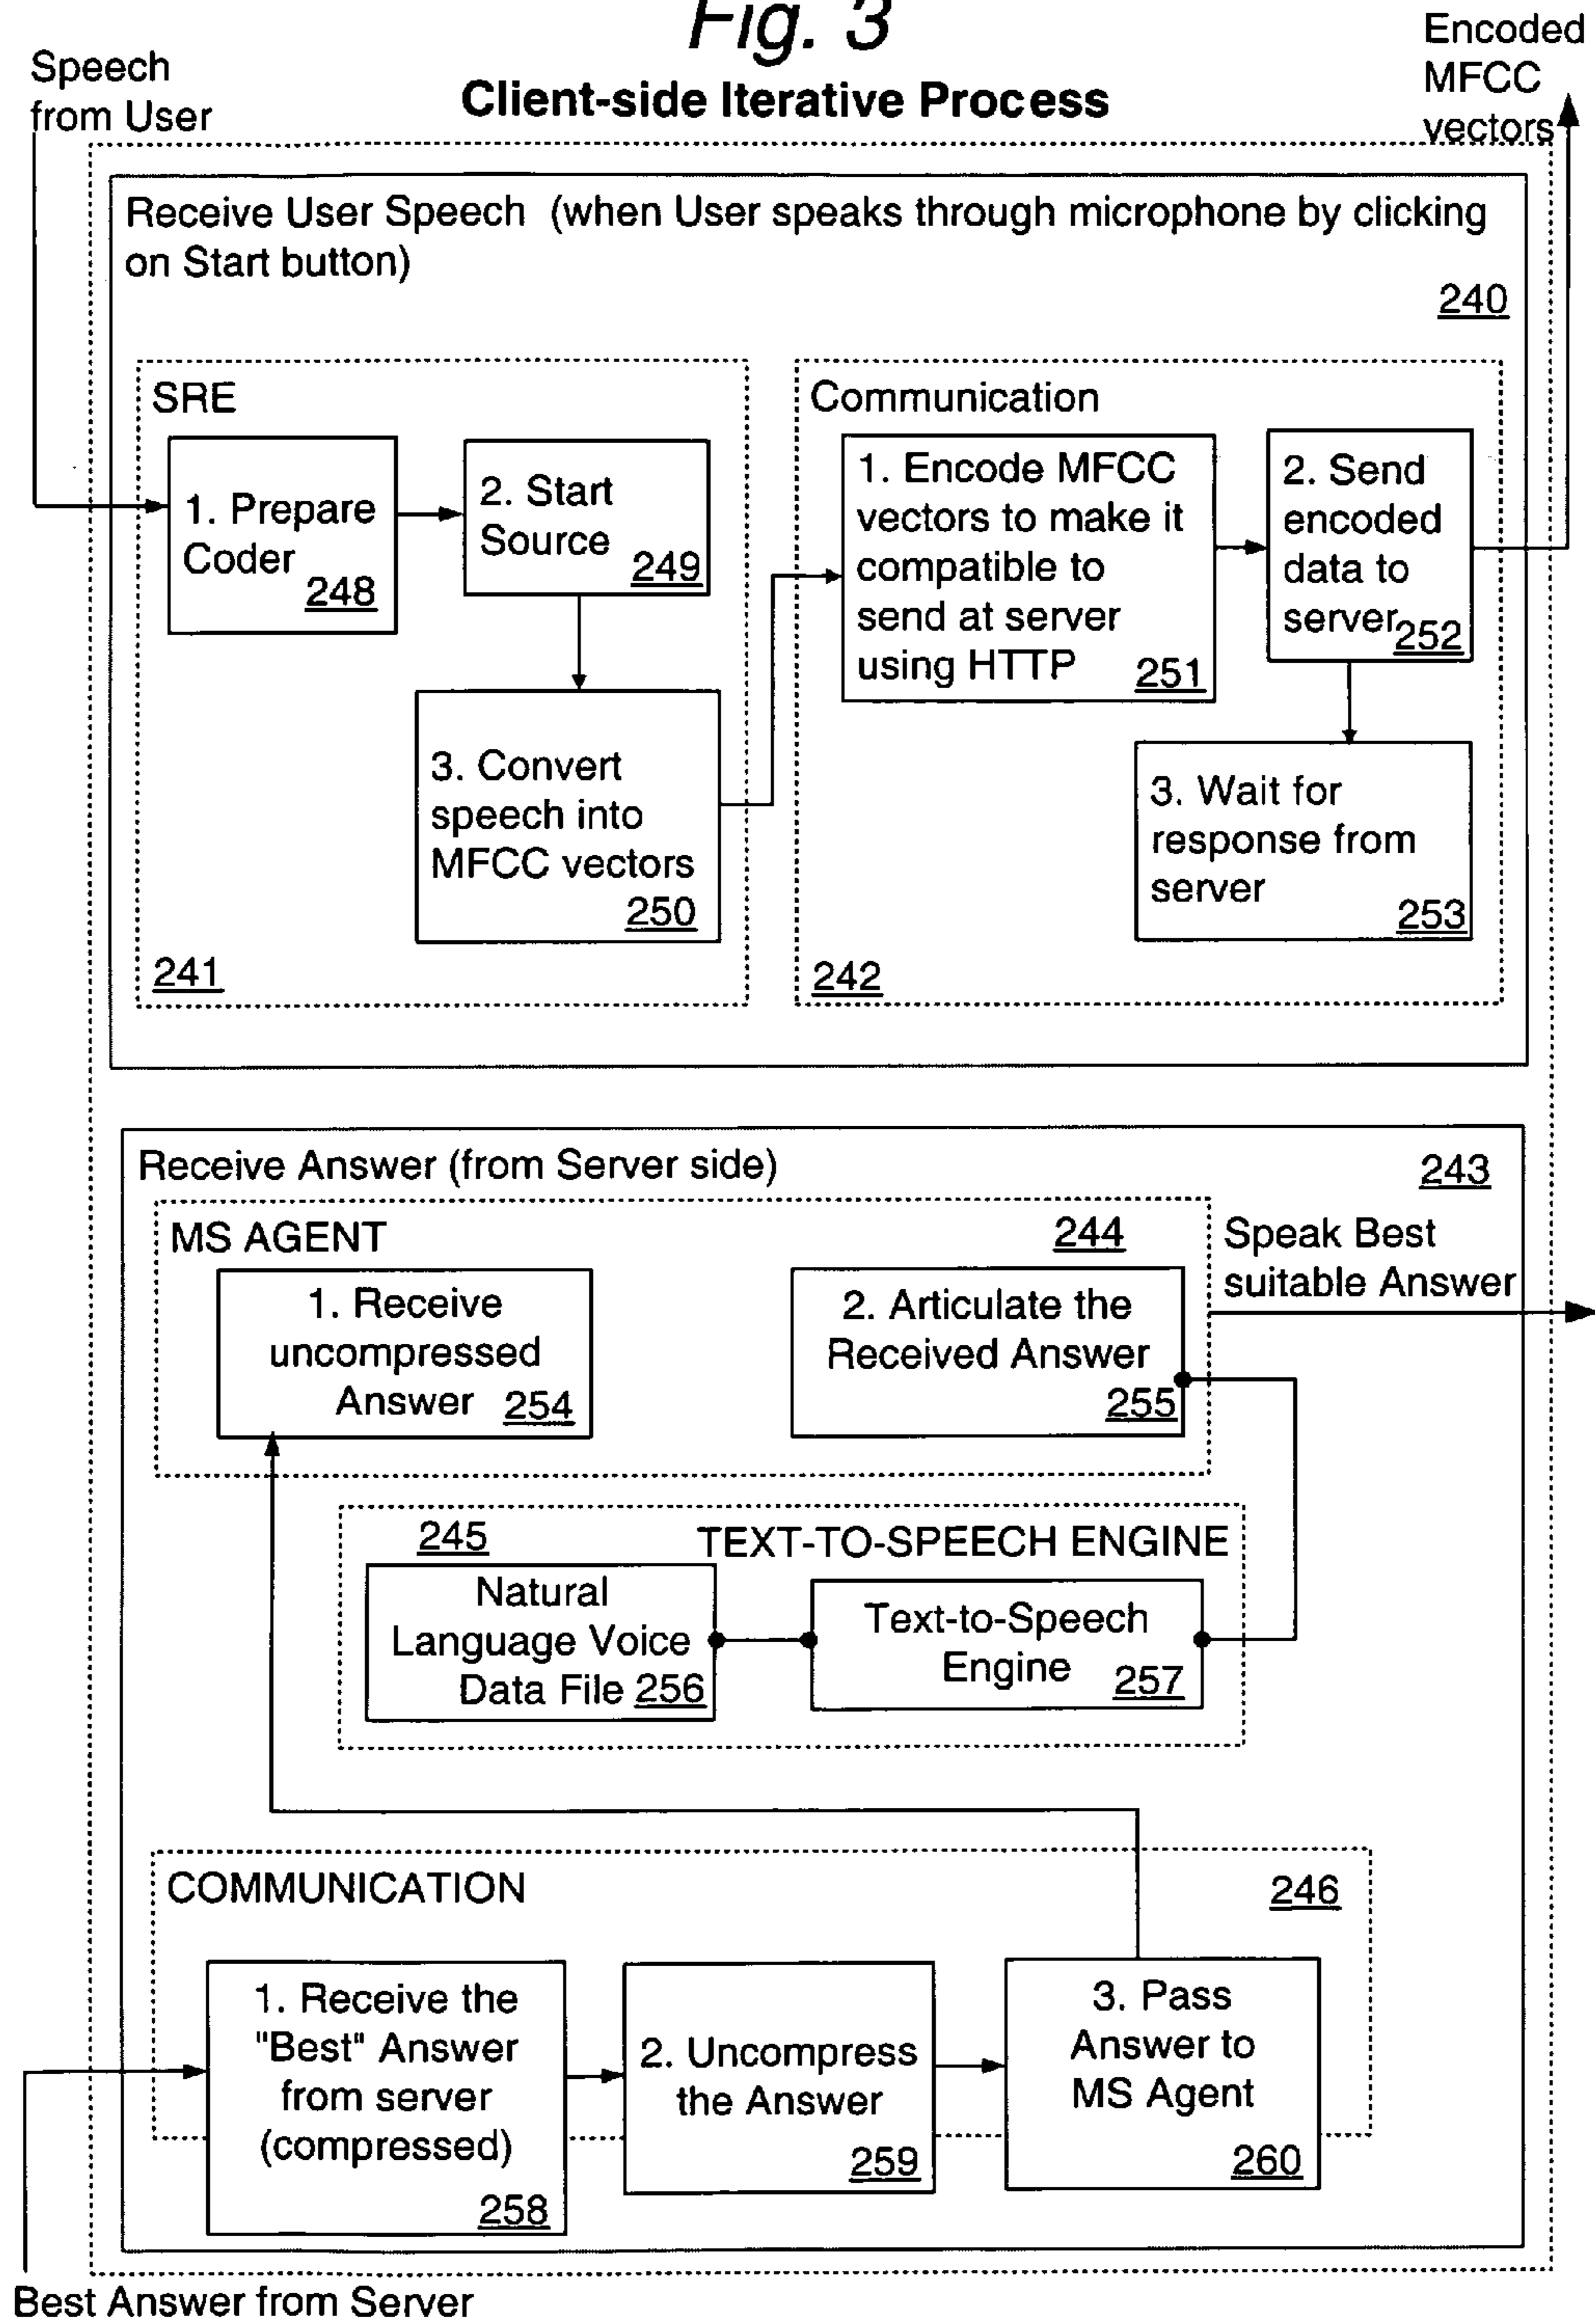 Fig. 3
Client-side Iterative Process
Speech
from User
Encoded
MFCC
vectors
Receive User Speech (when User speaks through microphone by clicking
on Start button)
240
SRE
1. Prepare
Coder
248
2. Start
Source
249
3. Convert
speech into
MFCC vectors
250
241
Communication
1. Encode MFCC
vectors to make it
compatible to
send at server
using HTTP
251
2. Send
encoded
data to
server
252
3. Wait for
response from
server
253
242
Receive Answer (from Server side)
243
MS AGENT
244
1. Receive
uncompressed
Answer 254
2. Articulate the
Received Answer
255
Speak Best
suitable Answer
245
TEXT-TO-SPEECH ENGINE
Natural
Language Voice
Data File 256
Text-to-Speech
Engine
257
COMMUNICATION
246
1. Receive the
"Best" Answer
from server
(compressed)
258
2. Uncompress
the Answer
259
3. Pass
Answer to
MS Agent
260
Best Answer from Server